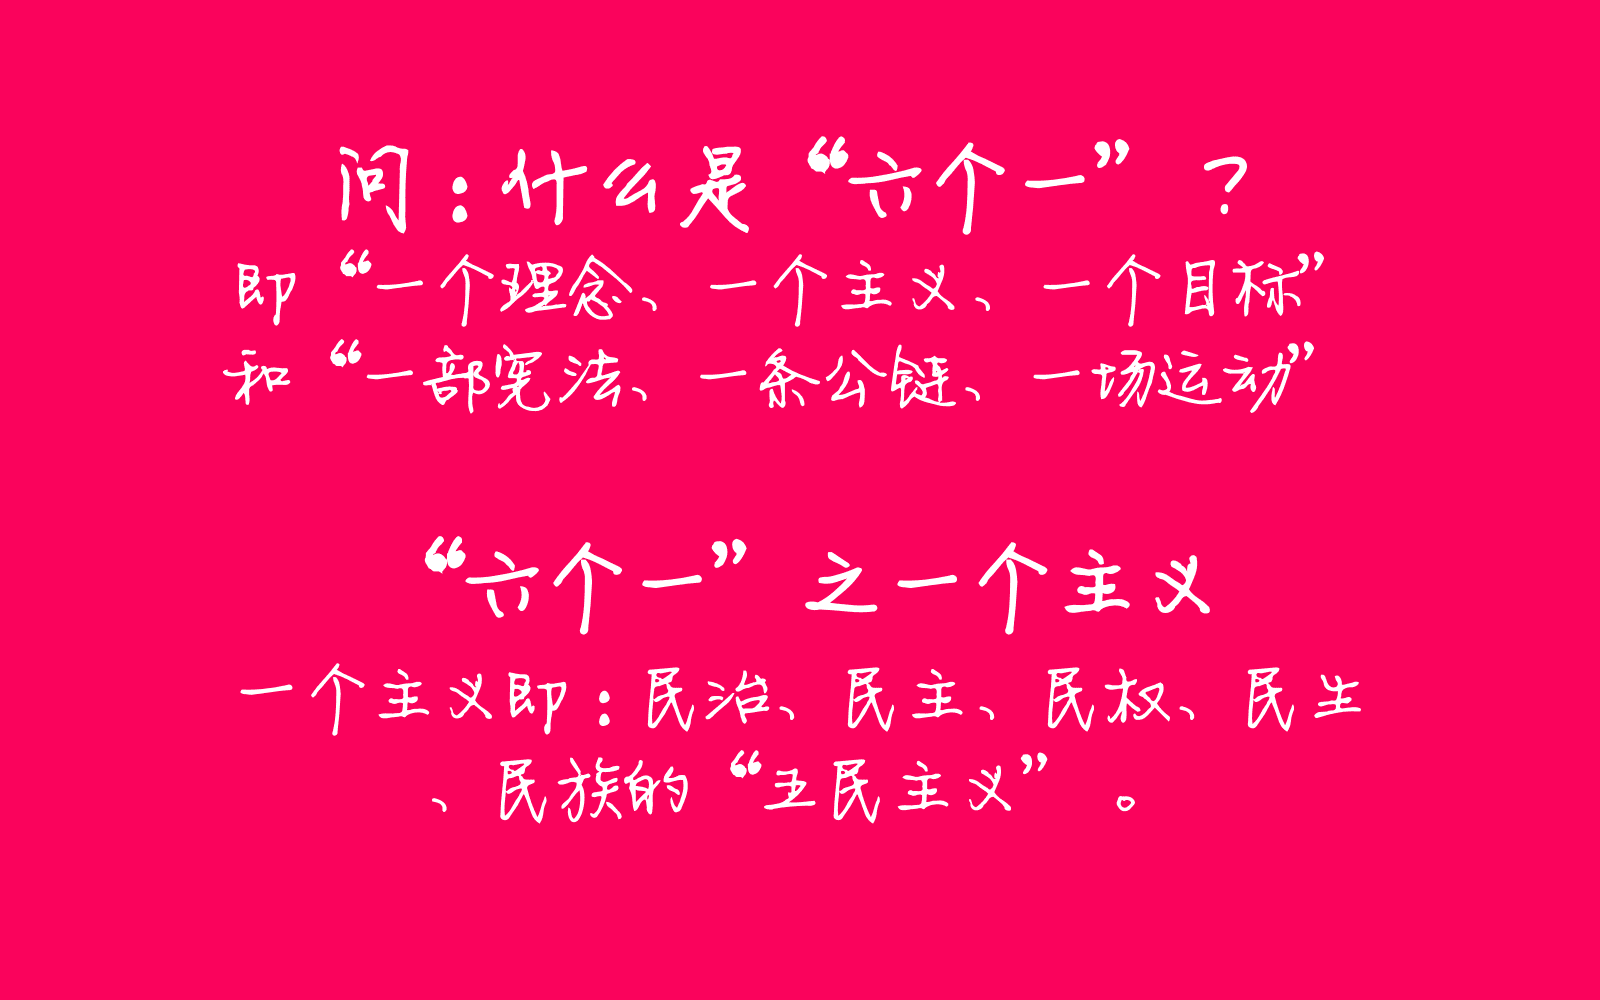 问：什么是“六个一”？
即“一个理念、一个主义、一个目标”
和“一部宪法、一条公链、一场运动”
“六个一”之一个主义
一个主义即：民治、民主、民权、民生
、民族的“五民主义”。